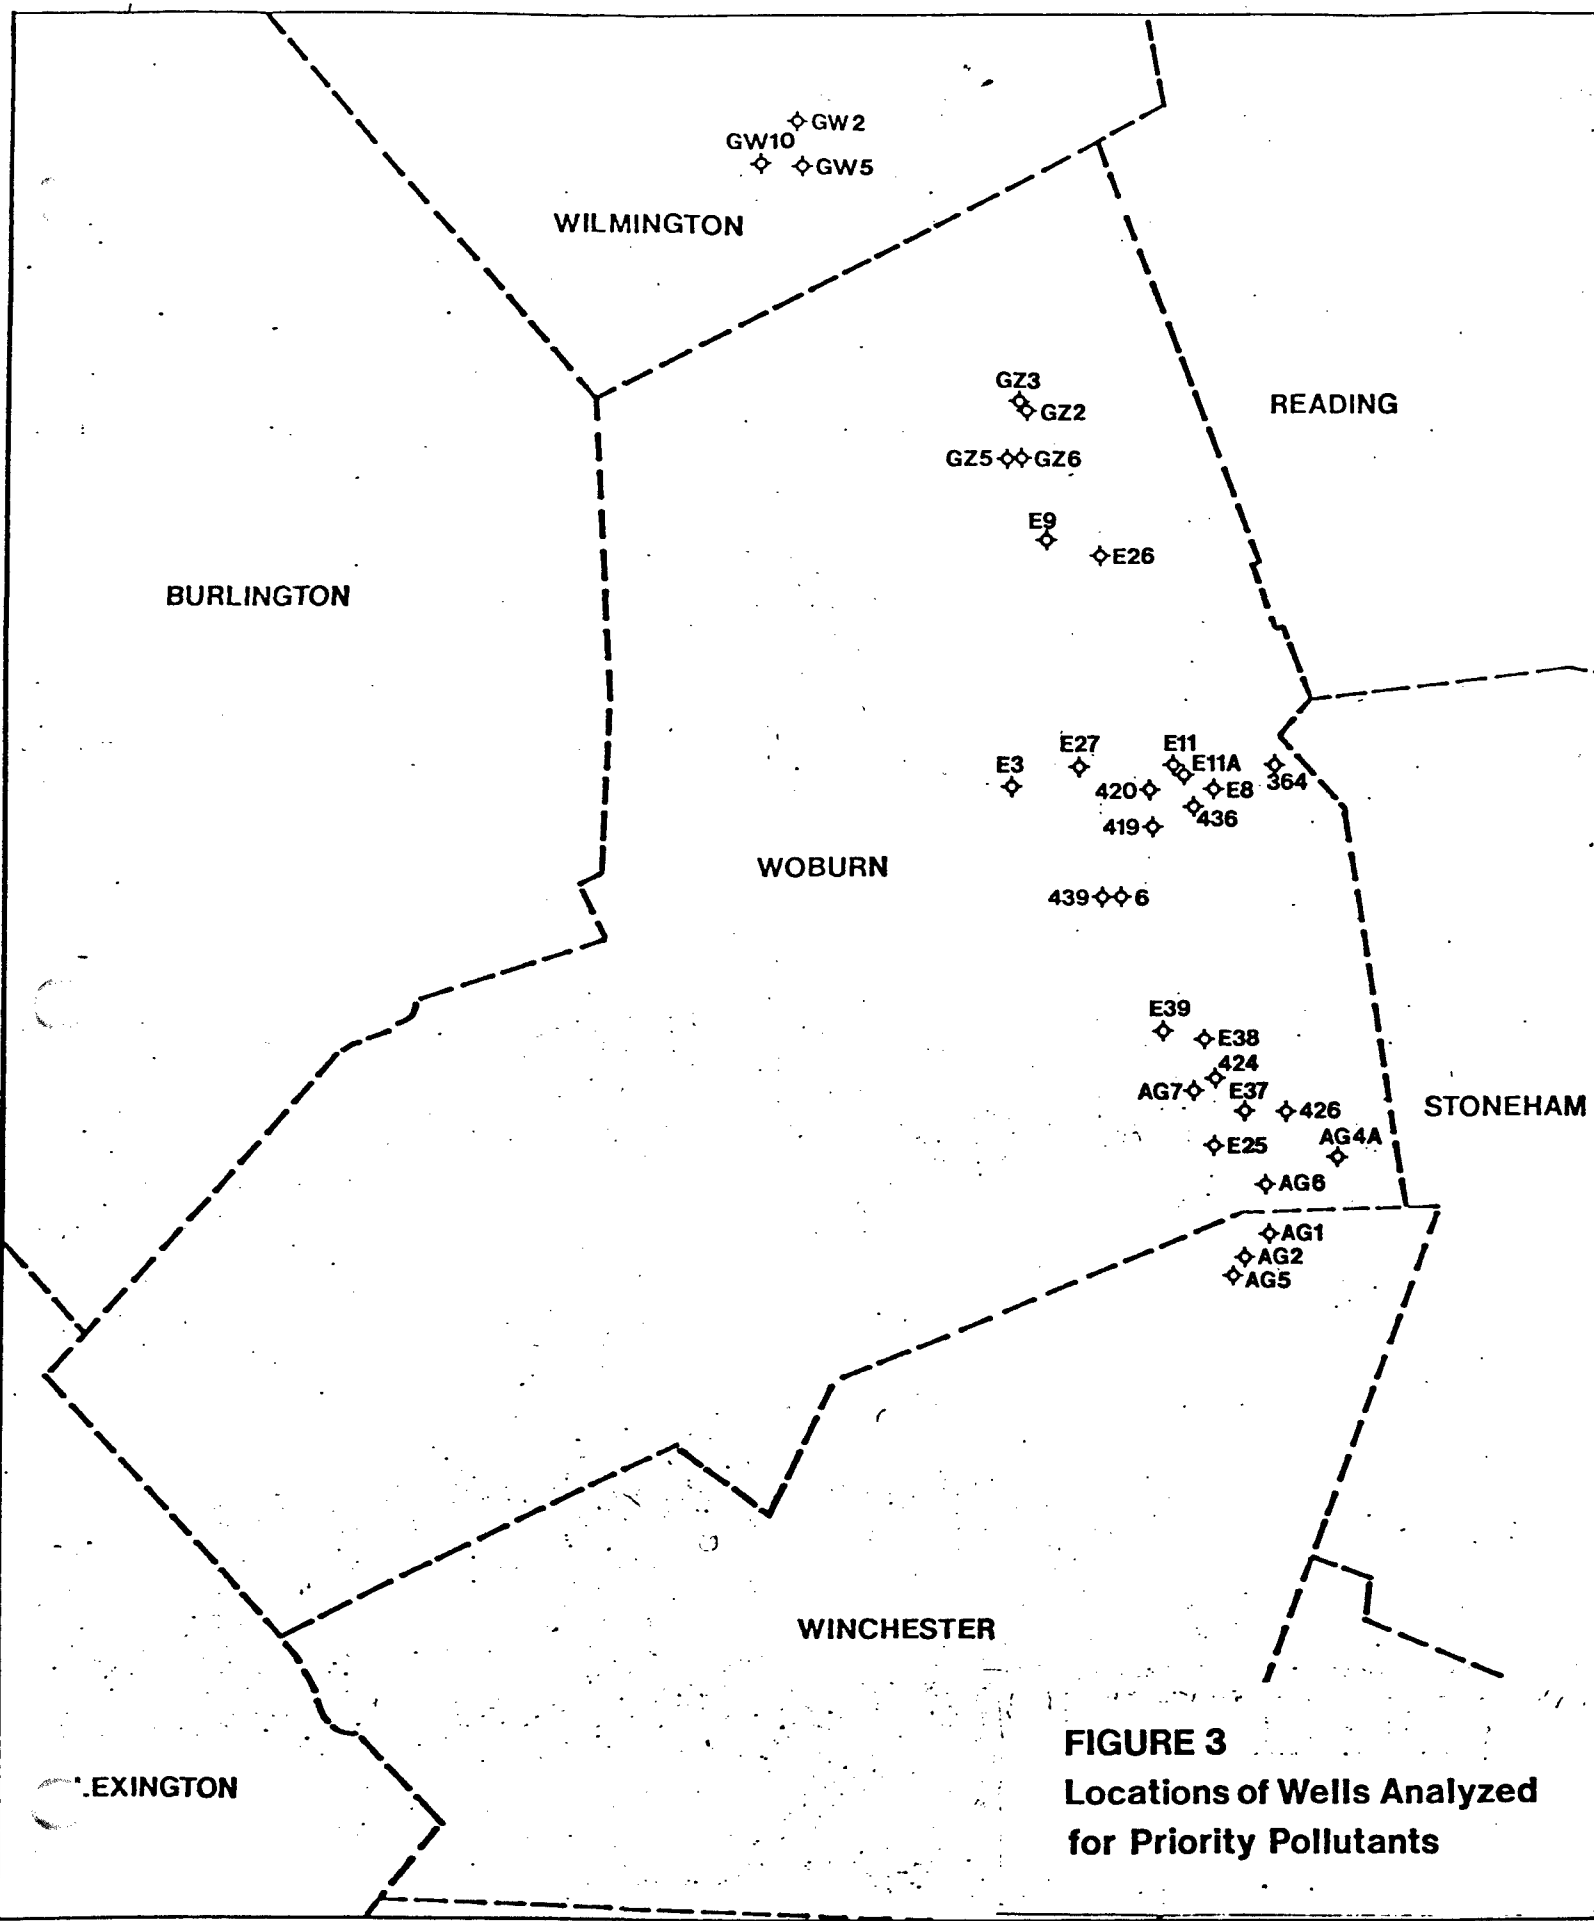 GW2
GW10
GW5
WILMINGTON
GZ3
GZ2
READING
GZ5 GZ6
E9
E26
BURLINGTON
E27
E11
E3
E11A
420
E8
364
436
419
WOBURN
439 6
E39
E38
424
AG7
E37
426
STONEHAM
E25
AG4A
AG6
AG1
AG2
AG5
WINCHESTER
FIGURE 3
.EXINGTON
Locations of Wells Analyzed
for Priority Pollutants